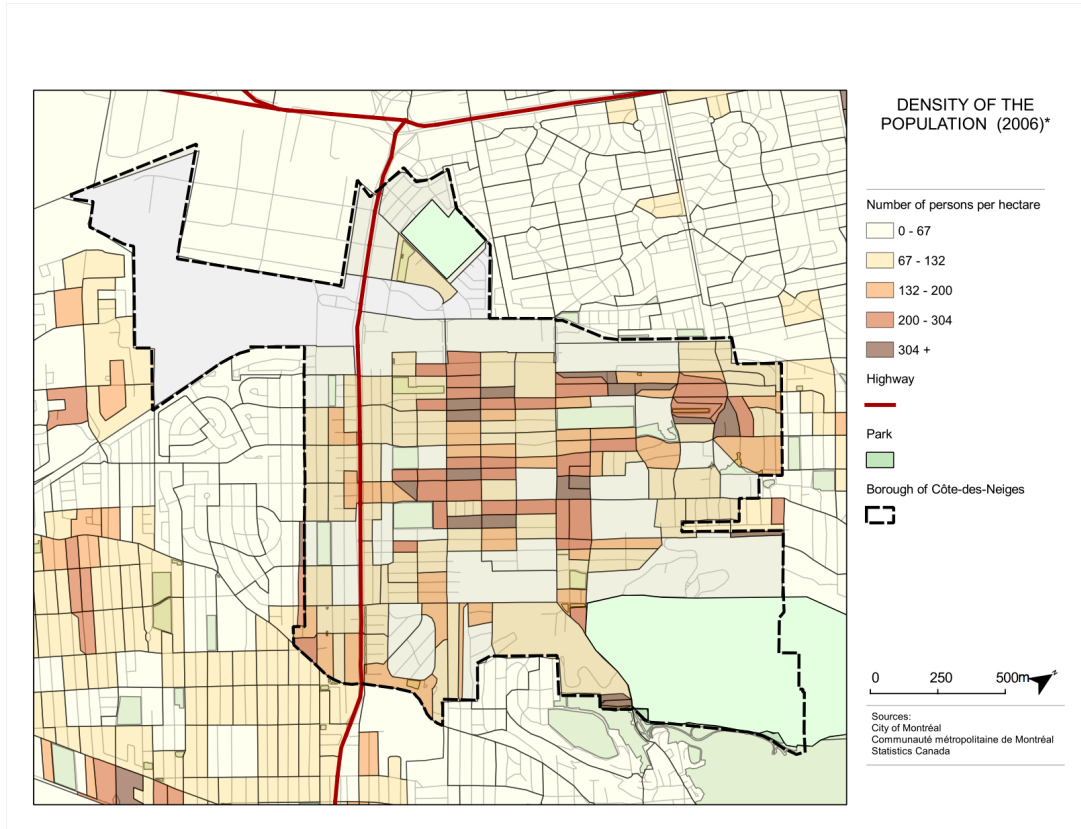 DENSITY OF THE
POPULATION (2006)*
Number of persons per hectare
0 - 67
67 - 132
132 - 200
200 - 304
304 +
Highway
Park
Borough of Côte-des-Neiges
0 250 500m
N
Sources:
City of Montréal
Communauté métropolitaine de Montréal
Statistics Canada